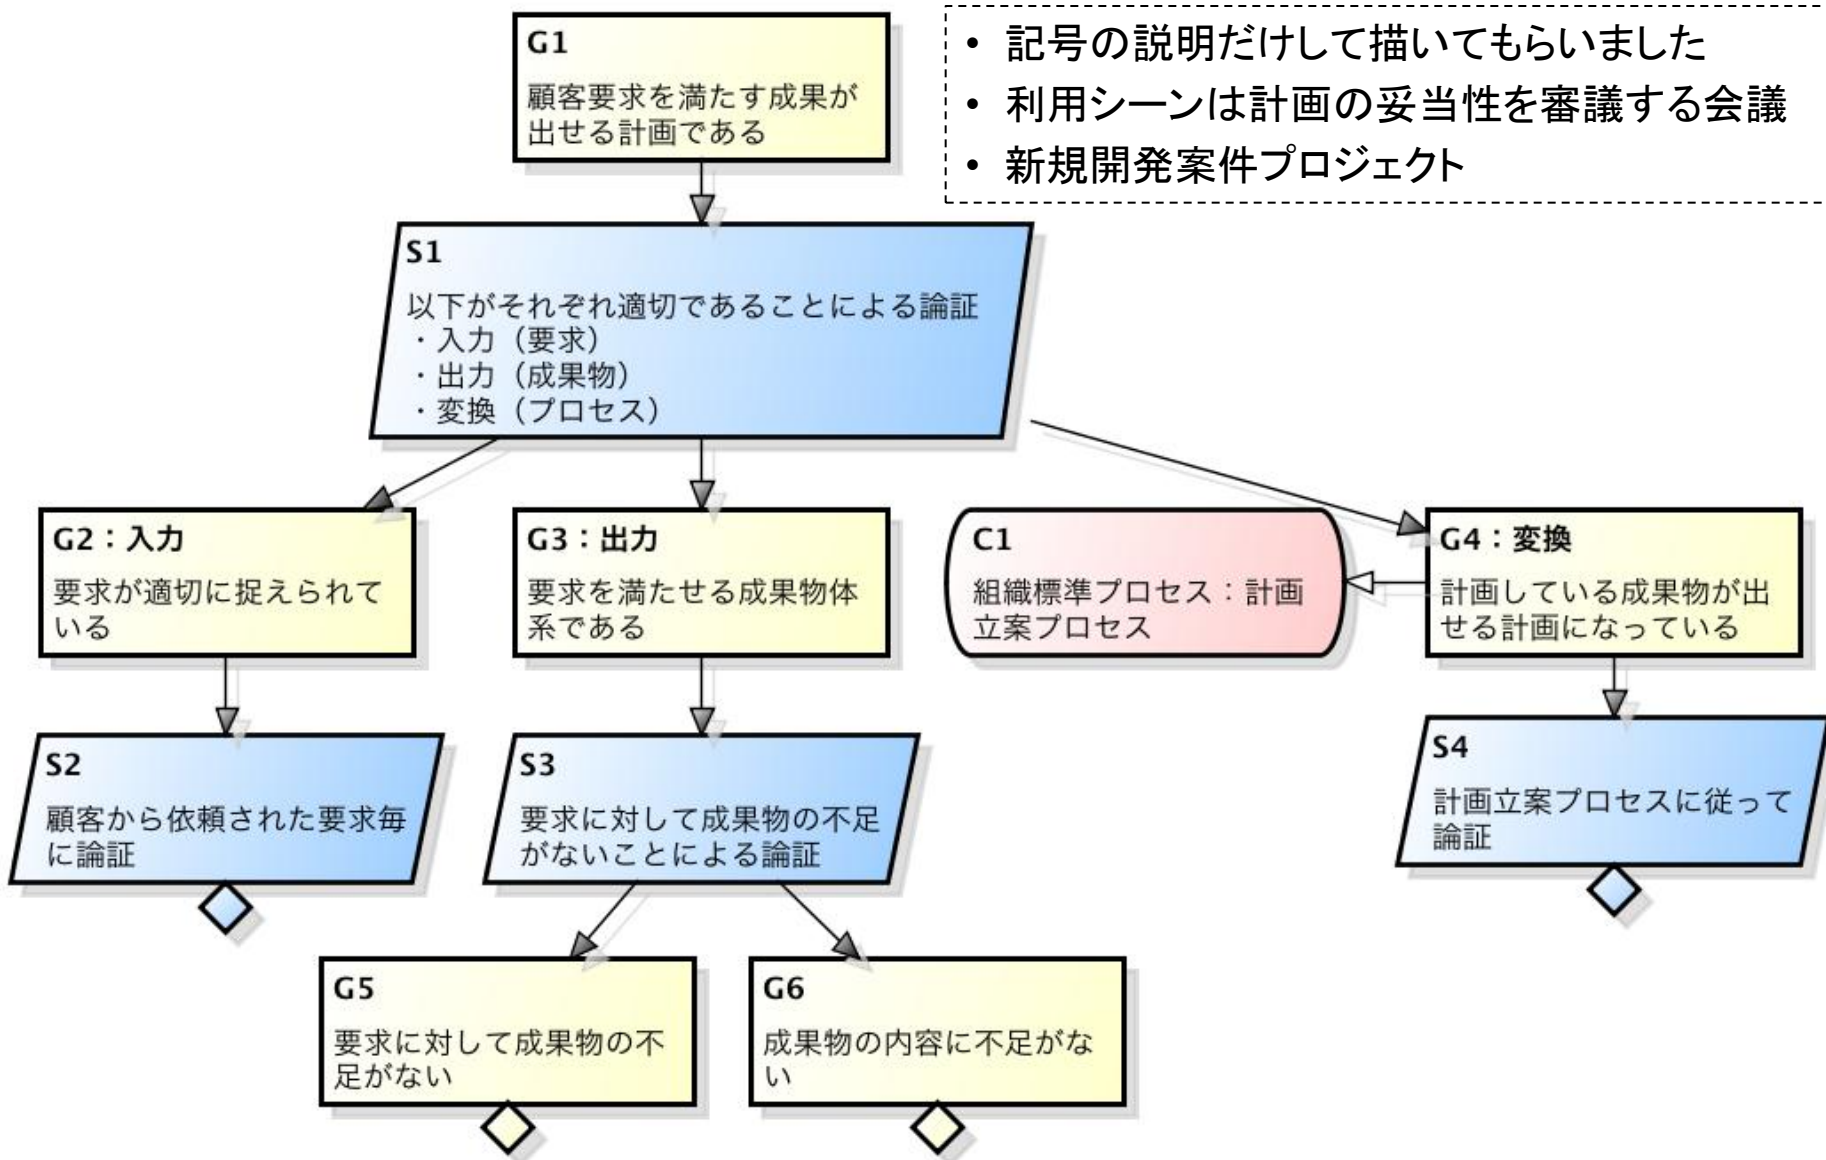 G1
顧客要求を満たす成果が
出せる計画である
• 記号の説明だけして描いてもらいました
• 利用シーンは計画の妥当性を審議する会議
• 新規開発案件プロジェクト
S1
以下がそれぞれ適切であることによる論証
・入力（要求）
・出力（成果物）
・変換（プロセス）
G2：入力
要求が適切に捉えられて
いる
G3：出力
要求を満たせる成果物体
系である
C1
組織標準プロセス：計画
立案プロセス
G4：変換
計画している成果物が出
せる計画になっている
S2
顧客から依頼された要求毎
に論証
S3
要求に対して成果物の不足
がないことによる論証
S4
計画立案プロセスに従って
論証
G5
要求に対して成果物の不
足がない
G6
成果物の内容に不足がな
い